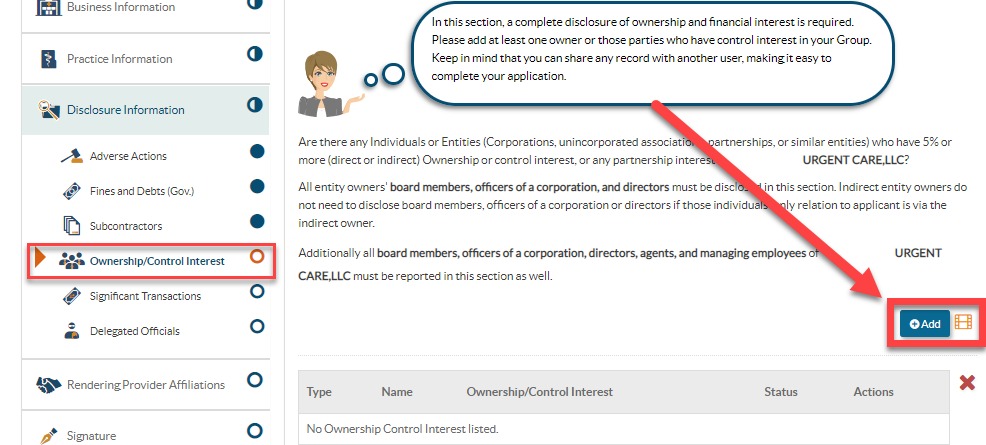 Business Information
Practice Information
Disclosure Information
Adverse Actions
Fines and Debts (Gov.)
Subcontractors
Ownership/Control Interest
Significant Transactions
Delegated Officials
Rendering Provider Affiliations
Signature
In this section, a complete disclosure of ownership and financial interest is required.
Please add at least one owner or those parties who have control interest in your Group.
Keep in mind that you can share any record with another user, making it easy to
complete your application.
Are there any Individuals or Entities (Corporations, unincorporated associations, partnerships, or similar entities) who have 5% or
more (direct or indirect) Ownership or control interest, or any partnership interest URGENT CARE,LLC?
All entity owners' board members, officers of a corporation, and directors must be disclosed in this section. Indirect entity owners do
not need to disclose board members, officers of a corporation or directors if those individuals only relation to applicant is via the
indirect owner.
Additionally all board members, officers of a corporation, directors, agents, and managing employees of URGENT
CARE,LLC must be reported in this section as well.
Add
Type Name Ownership/Control Interest Status Actions
No Ownership Control Interest listed.